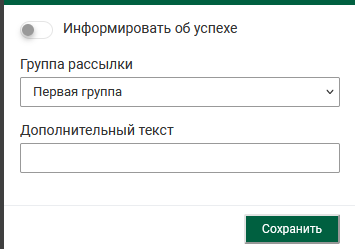 Информировать об успехе
Группа рассылки
Первая группа
Дополнительный текст
Сохранить